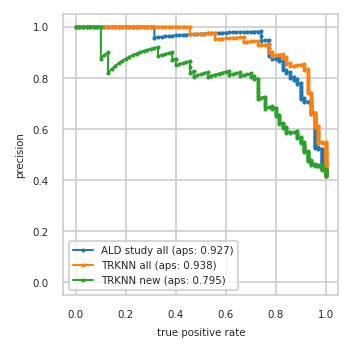 1.0
0.8
0.6
0.4
0.2
0.0
precision
ALD study all (aps: 0.927)
TRKNN all (aps: 0.938)
TRKNN new (aps: 0.795)
0.0 0.2 0.4 0.6 0.8 1.0
true positive rate